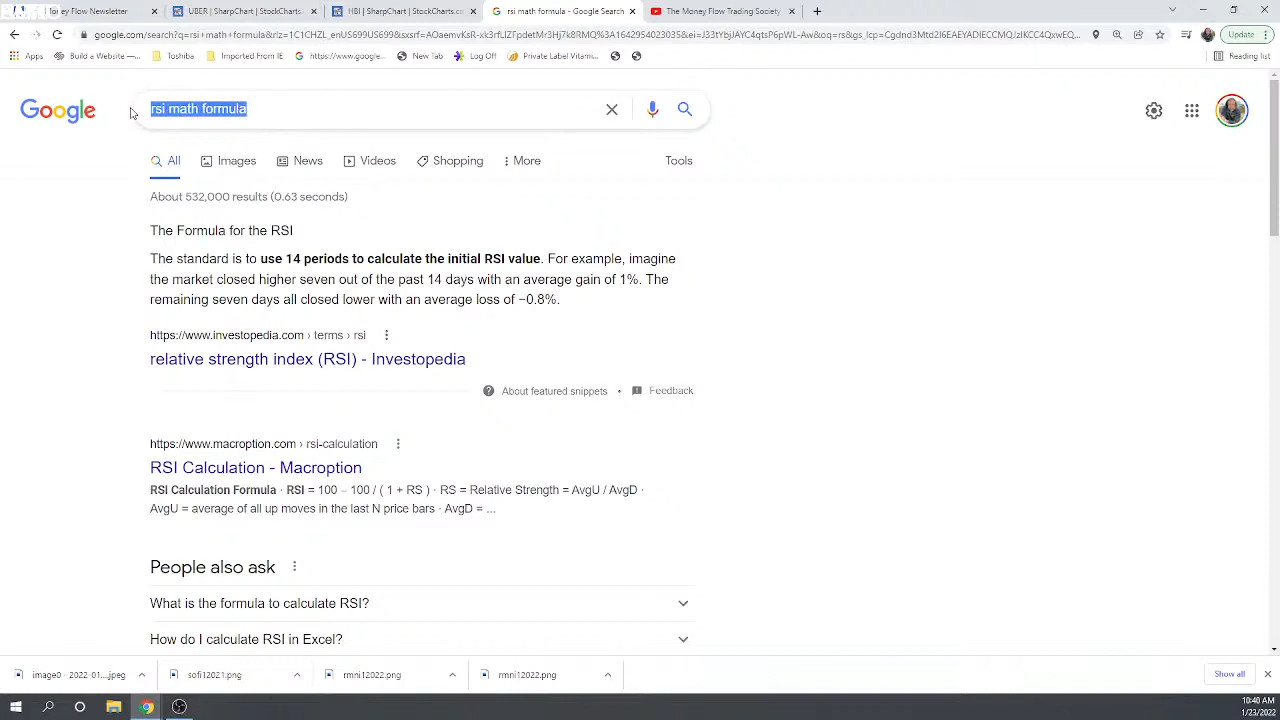 oney Flow Newsletter
UBER | SharpChart | StockCharts.
HBI | SharpChart | StockCharts.co
rsi math formula - Google Search
The Money Flow Trading Society
Update
Apps
Build a Website —...
Toshiba
Imported From IE
https://www.google...
New Tab
Log Off
Private Label Vitami...
Reading list
Google
rsi math formula
All
Images
News
Videos
Shopping
More
Tools
About 532,000 results (0.63 seconds)
The Formula for the RSI
The standard is to use 14 periods to calculate the initial RSI value. For example, imagine
the market closed higher seven out of the past 14 days with an average gain of 1%. The
remaining seven days all closed lower with an average loss of −0.8%.
https://www.investopedia.com › terms › rsi
relative strength index (RSI) - Investopedia
About featured snippets • Feedback
https://www.macroption.com › rsi-calculation
RSI Calculation - Macroption
RSI Calculation Formula · RSI = 100 – 100 / ( 1 + RS ) · RS = Relative Strength = AvgU / AvgD ·
AvgU = average of all up moves in the last N price bars · AvgD = ...
People also ask
What is the formula to calculate RSI?
How do I calculate RSI in Excel?
image0 - 2022-01...jpeg
sofi12021.png
rmni12022.png
rmni12022.png
Show all
10:40 AM
1/23/2022